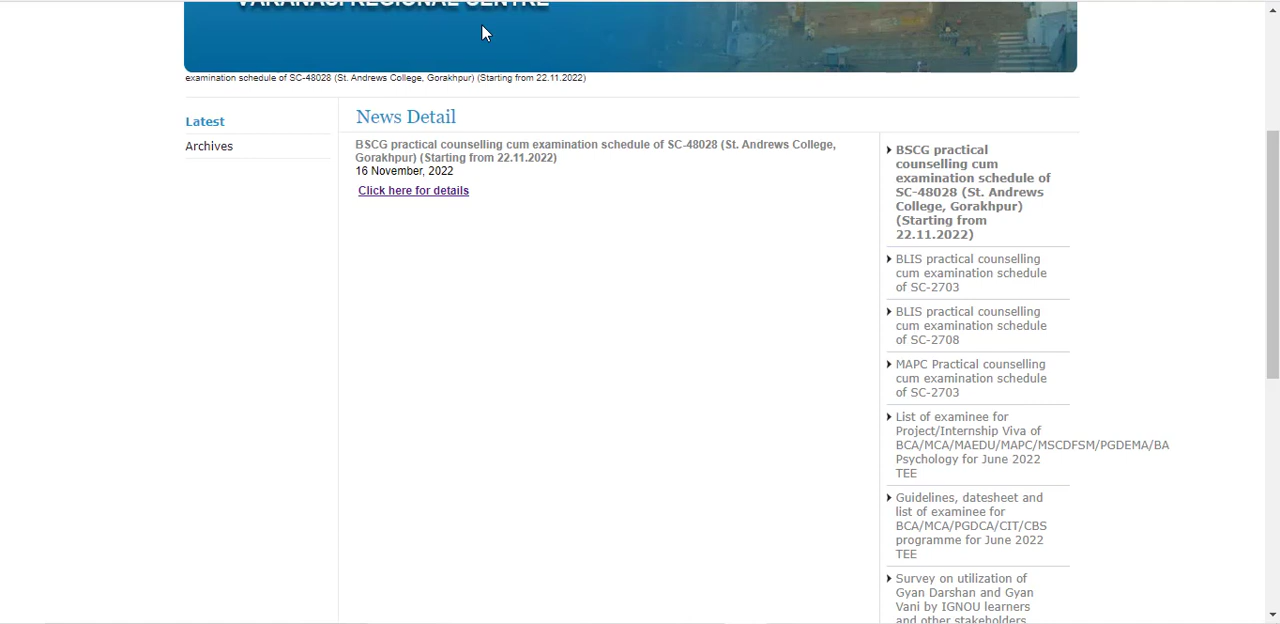 VARANASI REGIONAL CENTRE
examination schedule of SC-48028 (St. Andrews College, Gorakhpur) (Starting from 22.11.2022)
Latest
Archives
News Detail
BSCG practical counselling cum examination schedule of SC-48028 (St. Andrews College,
Gorakhpur) (Starting from 22.11.2022)
16 November, 2022
Click here for details
BSCG practical
counselling cum
examination schedule of
SC-48028 (St. Andrews
College, Gorakhpur)
(Starting from
22.11.2022)
BLIS practical counselling
cum examination schedule
of SC-2703
BLIS practical counselling
cum examination schedule
of SC-2708
MAPC Practical counselling
cum examination schedule
of SC-2703
List of examinee for
Project/Internship Viva of
BCA/MCA/MAEDU/MAPC/MSCDFSM/PGDEMA/BA
Psychology for June 2022
TEE
Guidelines, datesheet and
list of examinee for
BCA/MCA/PGDCA/CIT/CBS
programme for June 2022
TEE
Survey on utilization of
Gyan Darshan and Gyan
Vani by IGNOU learners
and other stakeholders